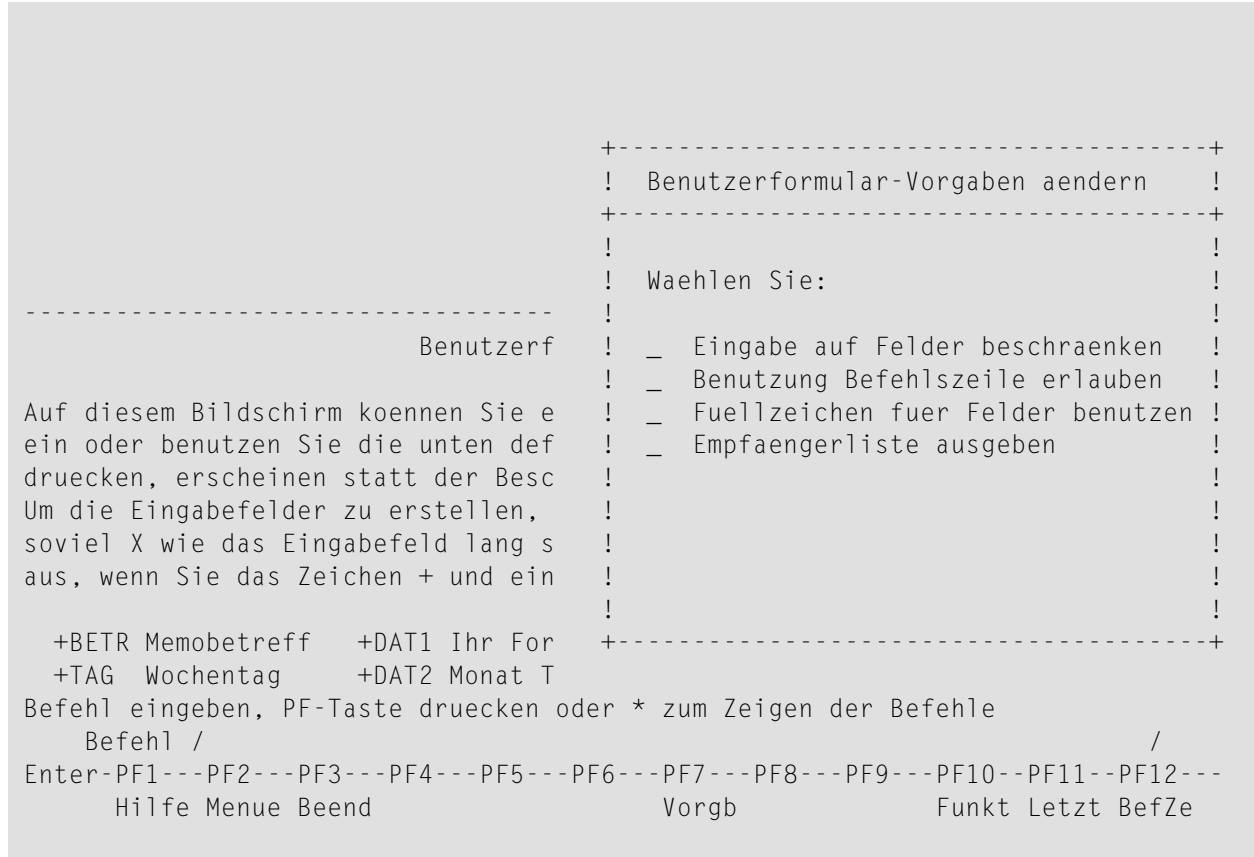 +---------------------------------------+
!  Benutzerformular-Vorgaben aendern    !
+---------------------------------------+
!                                       !
!  Waehlen Sie:                         !
-----------------------------------   !                                       !
                          Benutzerf   !  _  Eingabe auf Felder beschraenken   !
                                      !  _  Benutzung Befehlszeile erlauben   !
Auf diesem Bildschirm koennen Sie e   !  _  Fuellzeichen fuer Felder benutzen !
ein oder benutzen Sie die unten def   !  _  Empfaengerliste ausgeben          !
druecken, erscheinen statt der Besc   !                                       !
Um die Eingabefelder zu erstellen,    !                                       !
soviel X wie das Eingabefeld lang s   !                                       !
aus, wenn Sie das Zeichen + und ein   !                                       !
                                      !                                       !
  +BETR Memobetreff   +DAT1 Ihr For   +---------------------------------------+
  +TAG  Wochentag     +DAT2 Monat T
Befehl eingeben, PF-Taste druecken oder * zum Zeigen der Befehle
    Befehl /                                                              /
Enter-PF1---PF2---PF3---PF4---PF5---PF6---PF7---PF8---PF9---PF10--PF11--PF12---
      Hilfe Menue Beend                   Vorgb             Funkt Letzt BefZe